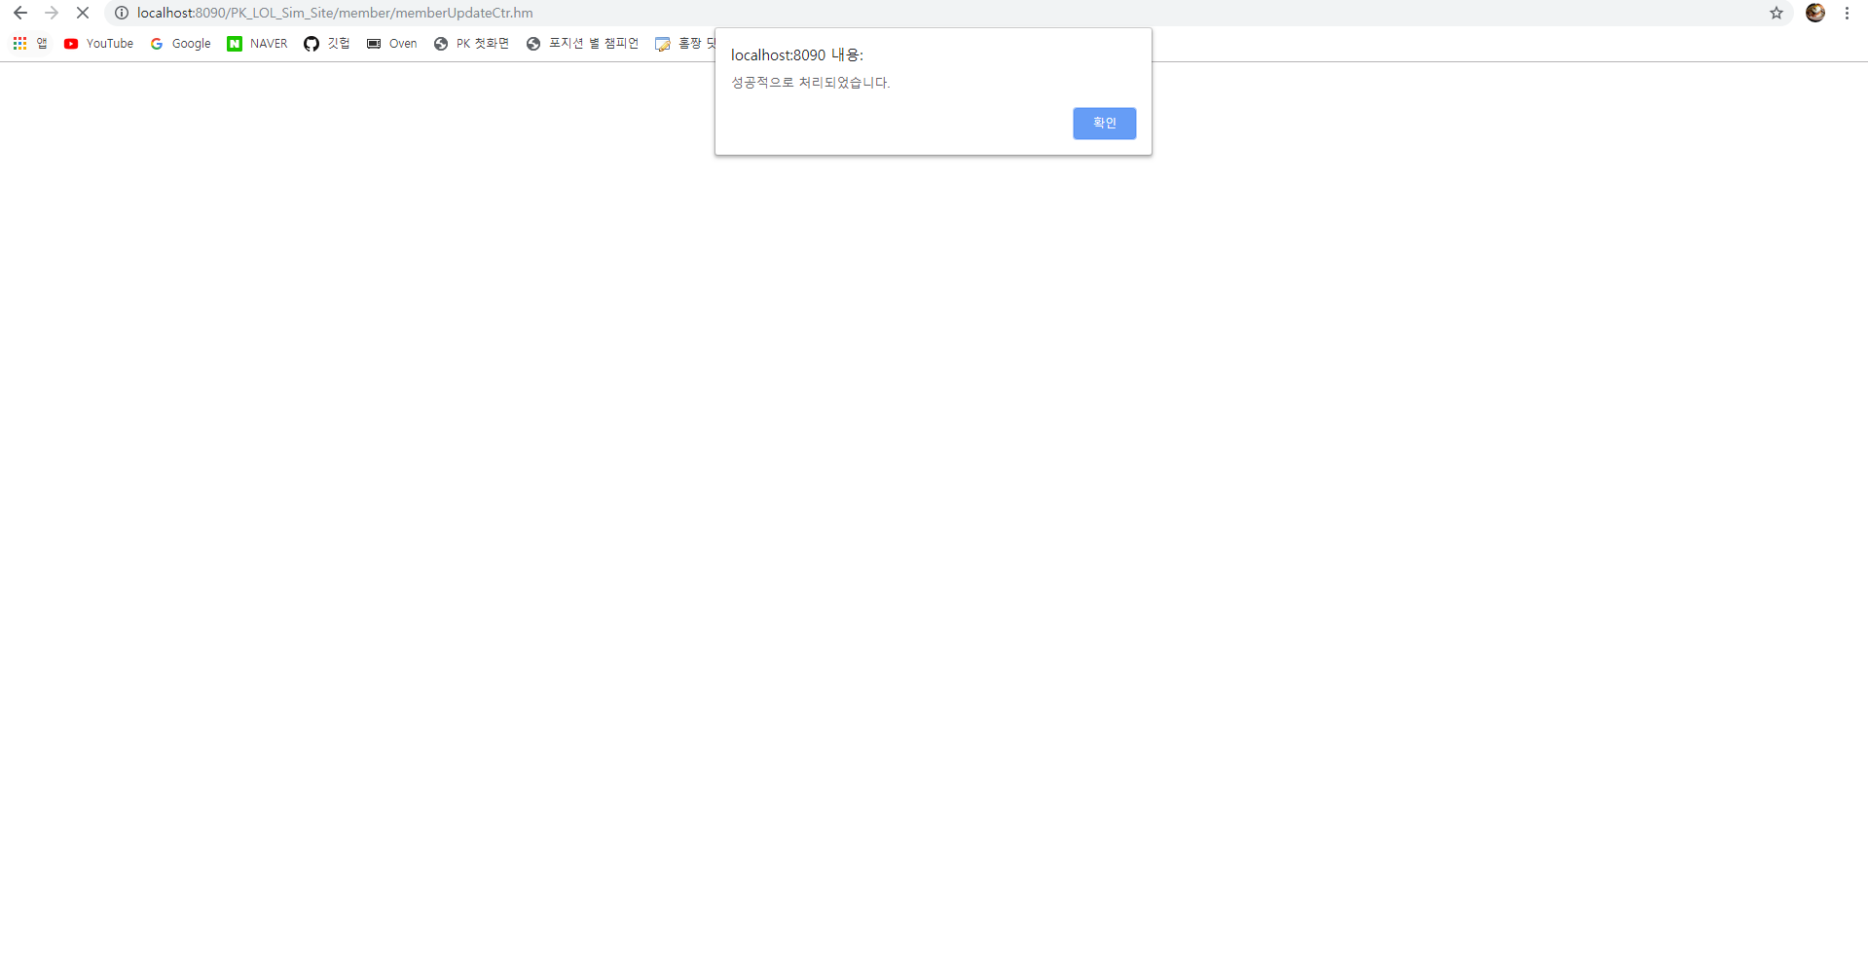 localhost:8090/PK_LOL_Sim_Site/member/memberUpdateCtr.hm
앱 YouTube Google NAVER 깃헙 Oven PK 첫화면 포지션 별 챔피언 홀짱
localhost:8090 내용:
성공적으로 처리되었습니다.
확인